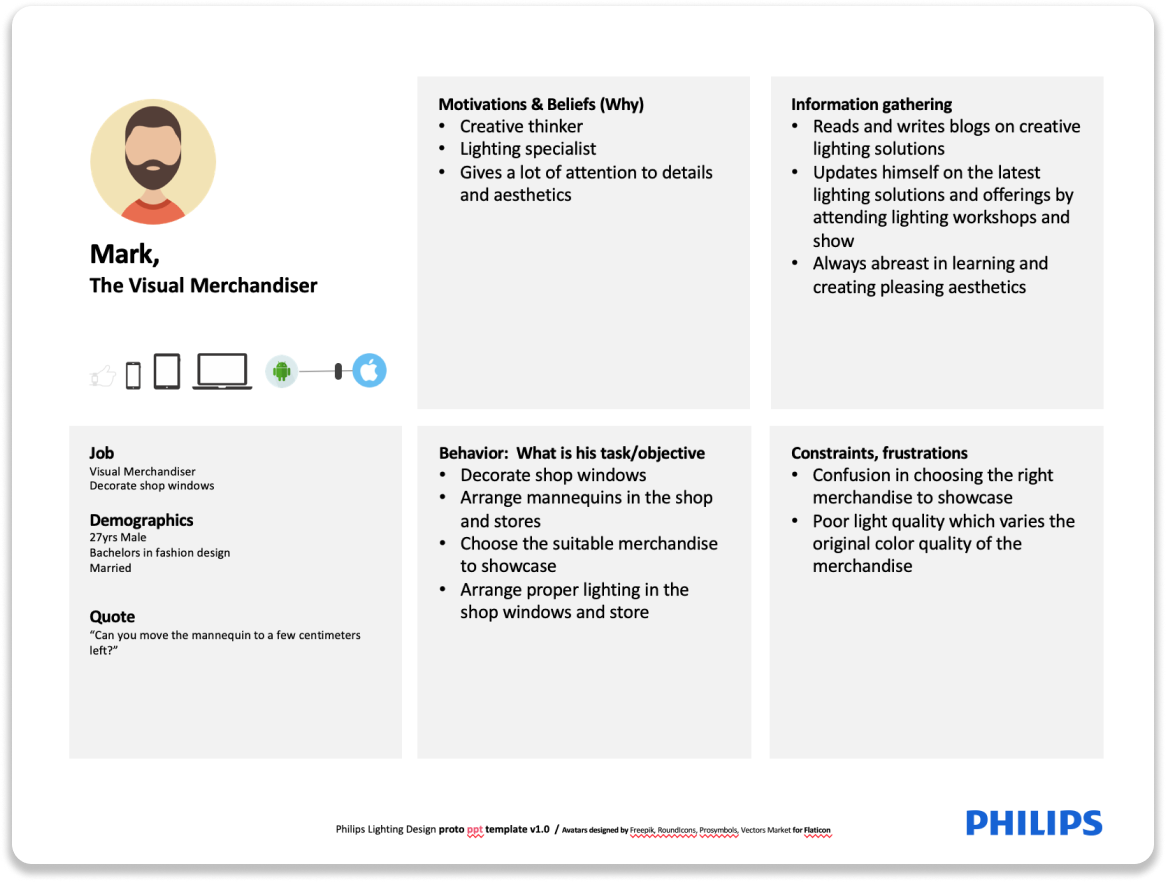 Mark,
The Visual Merchandiser
Motivations & Beliefs (Why)
• Creative thinker
• Lighting specialist
• Gives a lot of attention to details
and aesthetics
Information gathering
• Reads and writes blogs on creative
lighting solutions
• Updates himself on the latest
lighting solutions and offerings by
attending lighting workshops and
show
• Always abreast in learning and
creating pleasing aesthetics
Job
Visual Merchandiser
Decorate shop windows
Demographics
27yrs Male
Bachelors in fashion design
Married
Quote
“Can you move the mannequin to a few centimeters
left?”
Behavior:  What is his task/objective
• Decorate shop windows
• Arrange mannequins in the shop
and stores
• Choose the suitable merchandise
to showcase
• Arrange proper lighting in the
shop windows and store
Constraints, frustrations
• Confusion in choosing the right
merchandise to showcase
• Poor light quality which varies the
original color quality of the
merchandise
Philips Lighting Design proto ppt template v1.0 / Avatars designed by Freepik, RoundIcons, Prosymbols, Vectors Market for Flaticon
PHILIPS